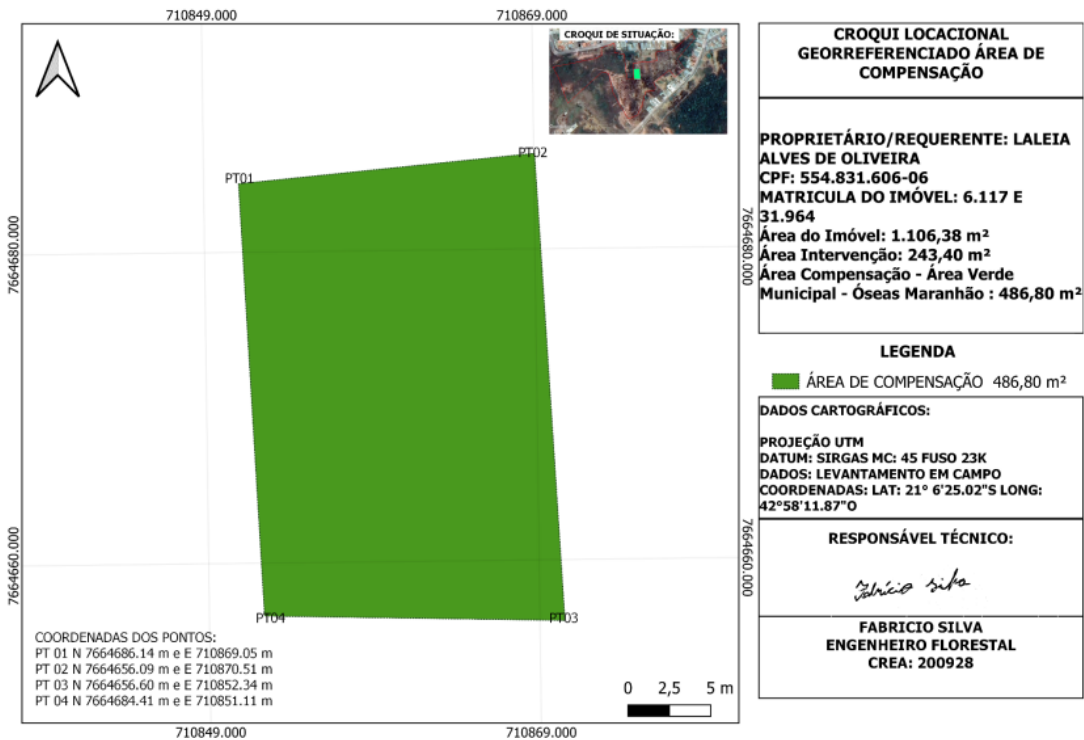 710849.000
710869.000
CROQUI DE SITUAÇÃO:
PT01
PT02
7664680.000
7664680.000
7664660.000
7664660.000
PT04
PT03
COORDENADAS DOS PONTOS:
PT 01 N 7664686.14 m e E 710869.05 m
PT 02 N 7664656.09 m e E 710870.51 m
PT 03 N 7664656.60 m e E 710852.34 m
PT 04 N 7664684.41 m e E 710851.11 m
0 2,5 5 m
710849.000
710869.000
CROQUI LOCACIONAL
GEORREFERENCIADO ÁREA DE
COMPENSAÇÃO
PROPRIETÁRIO/REQUERENTE: LALEIA
ALVES DE OLIVEIRA
CPF: 554.831.606-06
MATRICULA DO IMÓVEL: 6.117 E
31.964
Área do Imóvel: 1.106,38 m²
Área Intervenção: 243,40 m²
Área Compensação - Área Verde
Municipal - Óseas Maranhão : 486,80 m²
LEGENDA
ÁREA DE COMPENSAÇÃO 486,80 m²
DADOS CARTOGRÁFICOS:
PROJEÇÃO UTM
DATUM: SIRGAS MC: 45 FUSO 23K
DADOS: LEVANTAMENTO EM CAMPO
COORDENADAS: LAT: 21° 6'25.02"S LONG:
42°58'11.87"O
RESPONSÁVEL TÉCNICO:
Fabrício Silva
FABRICIO SILVA
ENGENHEIRO FLORESTAL
CREA: 200928